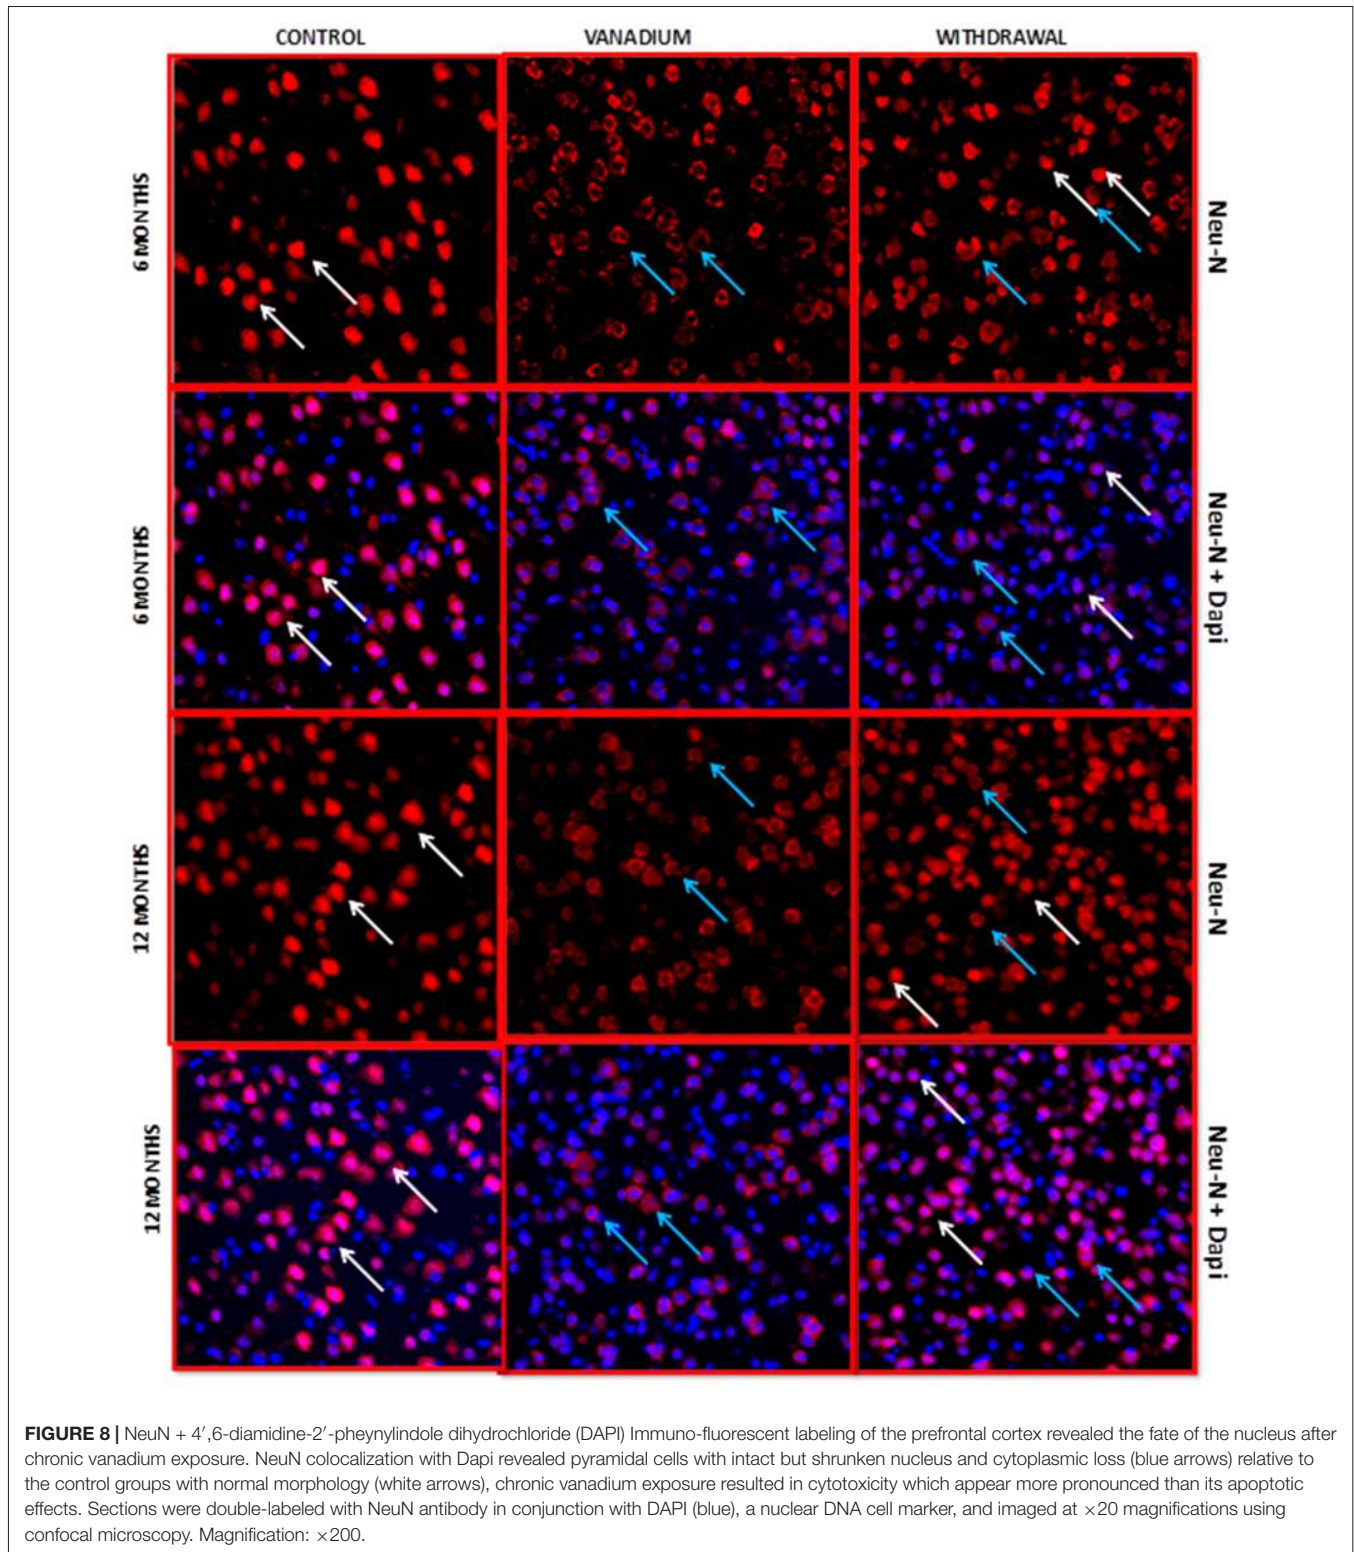 CONTROL VANADIUM WITHDRAWAL
6 MONTHS Neu-N
6 MONTHS Neu-N + Dapi
12 MONTHS Neu-N
12 MONTHS Neu-N + Dapi
FIGURE 8 | NeuN + 4′,6-diamidine-2′-pheynylindole dihydrochloride (DAPI) Immuno-fluorescent labeling of the prefrontal cortex revealed the fate of the nucleus after
chronic vanadium exposure. NeuN colocalization with Dapi revealed pyramidal cells with intact but shrunken nucleus and cytoplasmic loss (blue arrows) relative to
the control groups with normal morphology (white arrows), chronic vanadium exposure resulted in cytotoxicity which appear more pronounced than its apoptotic
effects. Sections were double-labeled with NeuN antibody in conjunction with DAPI (blue), a nuclear DNA cell marker, and imaged at ×20 magnifications using
confocal microscopy. Magnification: ×200.